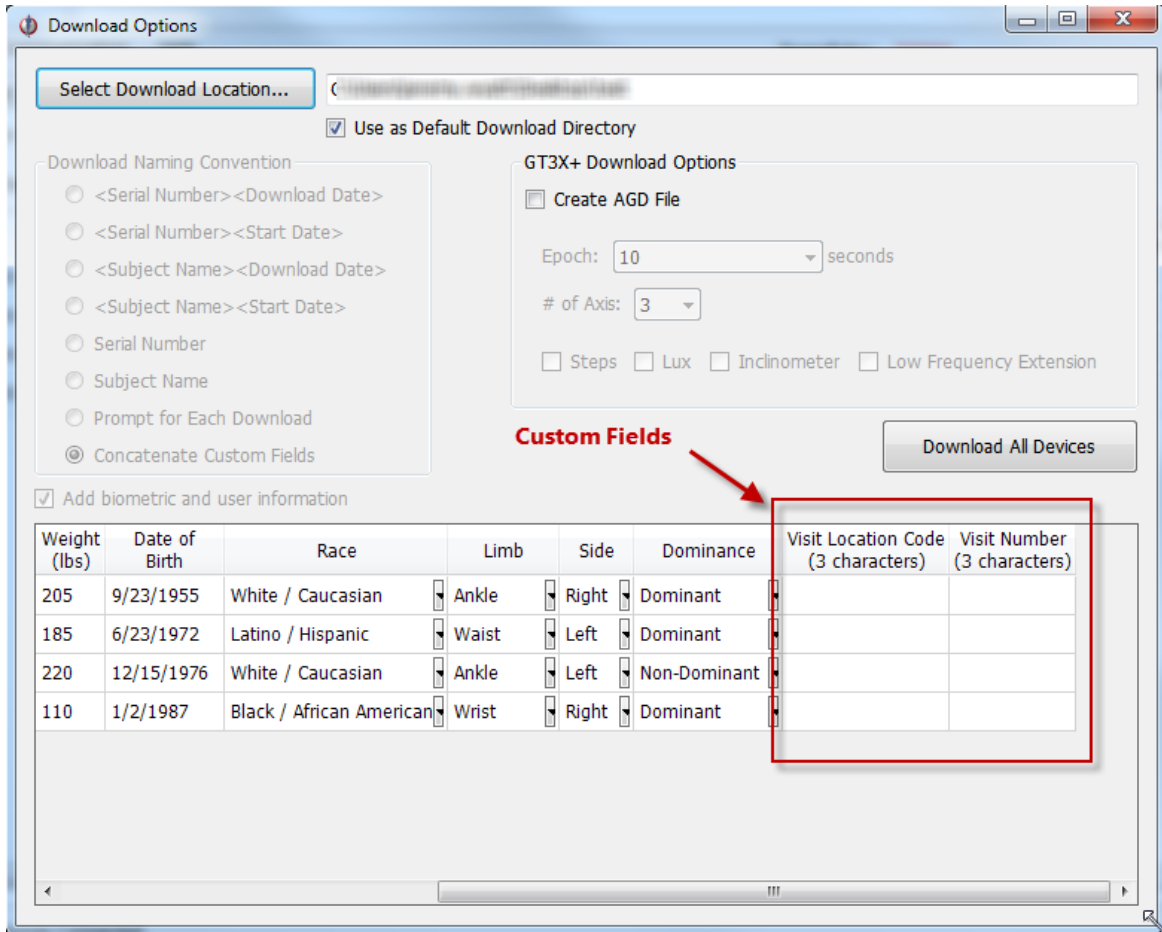 Download Options
Select Download Location...
Use as Default Download Directory
Download Naming Convention
<Serial Number><Download Date>
<Serial Number><Start Date>
<Subject Name><Download Date>
<Subject Name><Start Date>
Serial Number
Subject Name
Prompt for Each Download
Concatenate Custom Fields
GT3X+ Download Options
Create AGD File
Epoch: 10 seconds
# of Axis: 3
Steps Lux Inclinometer Low Frequency Extension
Custom Fields
Download All Devices
Add biometric and user information
Weight (lbs) Date of Birth Race Limb Side Dominance Visit Location Code (3 characters) Visit Number (3 characters)
205 9/23/1955 White / Caucasian Ankle Right Dominant
185 6/23/1972 Latino / Hispanic Waist Left Dominant
220 12/15/1976 White / Caucasian Ankle Left Non-Dominant
110 1/2/1987 Black / African American Wrist Right Dominant